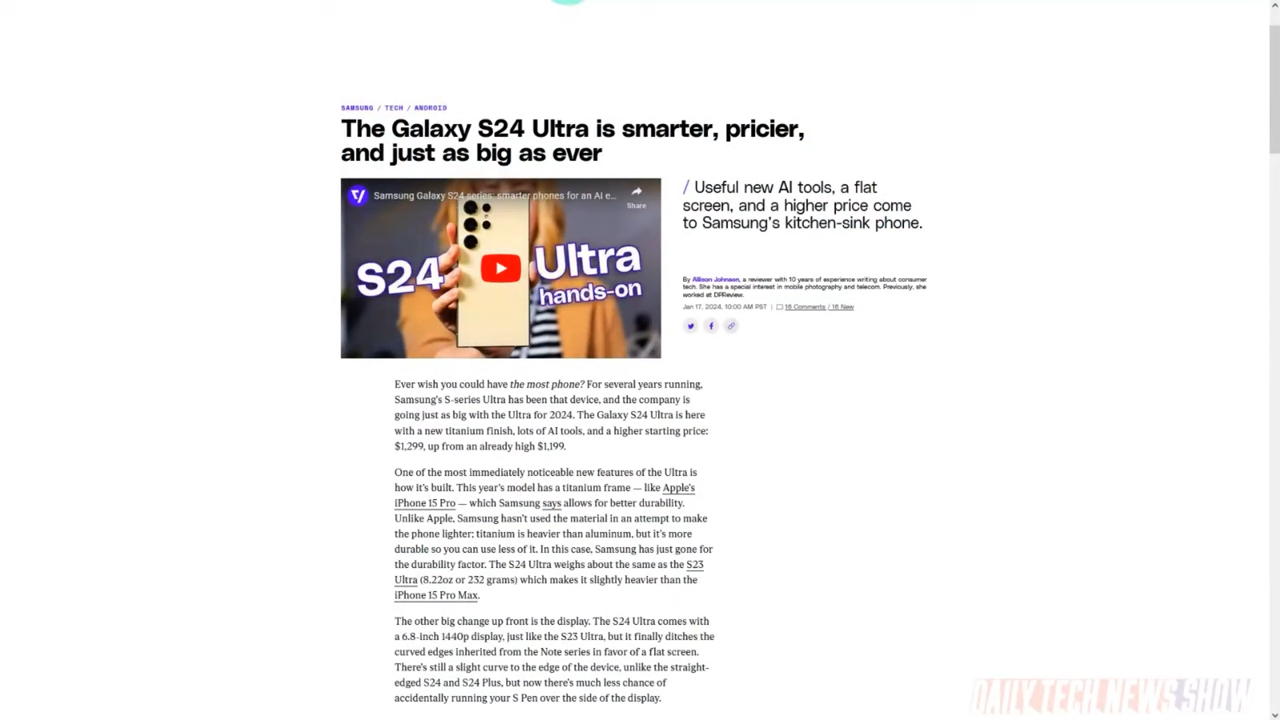 SAMSUNG / TECH / ANDROID
The Galaxy S24 Ultra is smarter, pricier,
and just as big as ever
Samsung Galaxy S24 series: smarter phones for an AI e...
Share
S24
Ultra
hands-on
/ Useful new AI tools, a flat
screen, and a higher price come
to Samsung's kitchen-sink phone.
By Allison Johnson, a reviewer with 10 years of experience writing about consumer
tech. She has a special interest in mobile photography and telecom. Previously, she
worked at DPReview.
Jan 17, 2024, 10:00 AM PST | 16 Comments / 16 New
Ever wish you could have the most phone? For several years running,
Samsung's S-series Ultra has been that device, and the company is
going just as big with the Ultra for 2024. The Galaxy S24 Ultra is here
with a new titanium finish, lots of AI tools, and a higher starting price:
$1,299, up from an already high $1,199.
One of the most immediately noticeable new features of the Ultra is
how it's built. This year's model has a titanium frame — like Apple's
iPhone 15 Pro — which Samsung says allows for better durability.
Unlike Apple, Samsung hasn't used the material in an attempt to make
the phone lighter; titanium is heavier than aluminum, but it's more
durable so you can use less of it. In this case, Samsung has just gone for
the durability factor. The S24 Ultra weighs about the same as the S23
Ultra (8.22oz or 232 grams) which makes it slightly heavier than the
iPhone 15 Pro Max.
The other big change up front is the display. The S24 Ultra comes with
a 6.8-inch 1440p display, just like the S23 Ultra, but it finally ditches the
curved edges inherited from the Note series in favor of a flat screen.
There's still a slight curve to the edge of the device, unlike the straight-
edged S24 and S24 Plus, but now there's much less chance of
accidentally running your S Pen over the side of the display.
DAILY TECH NEWS SHOW